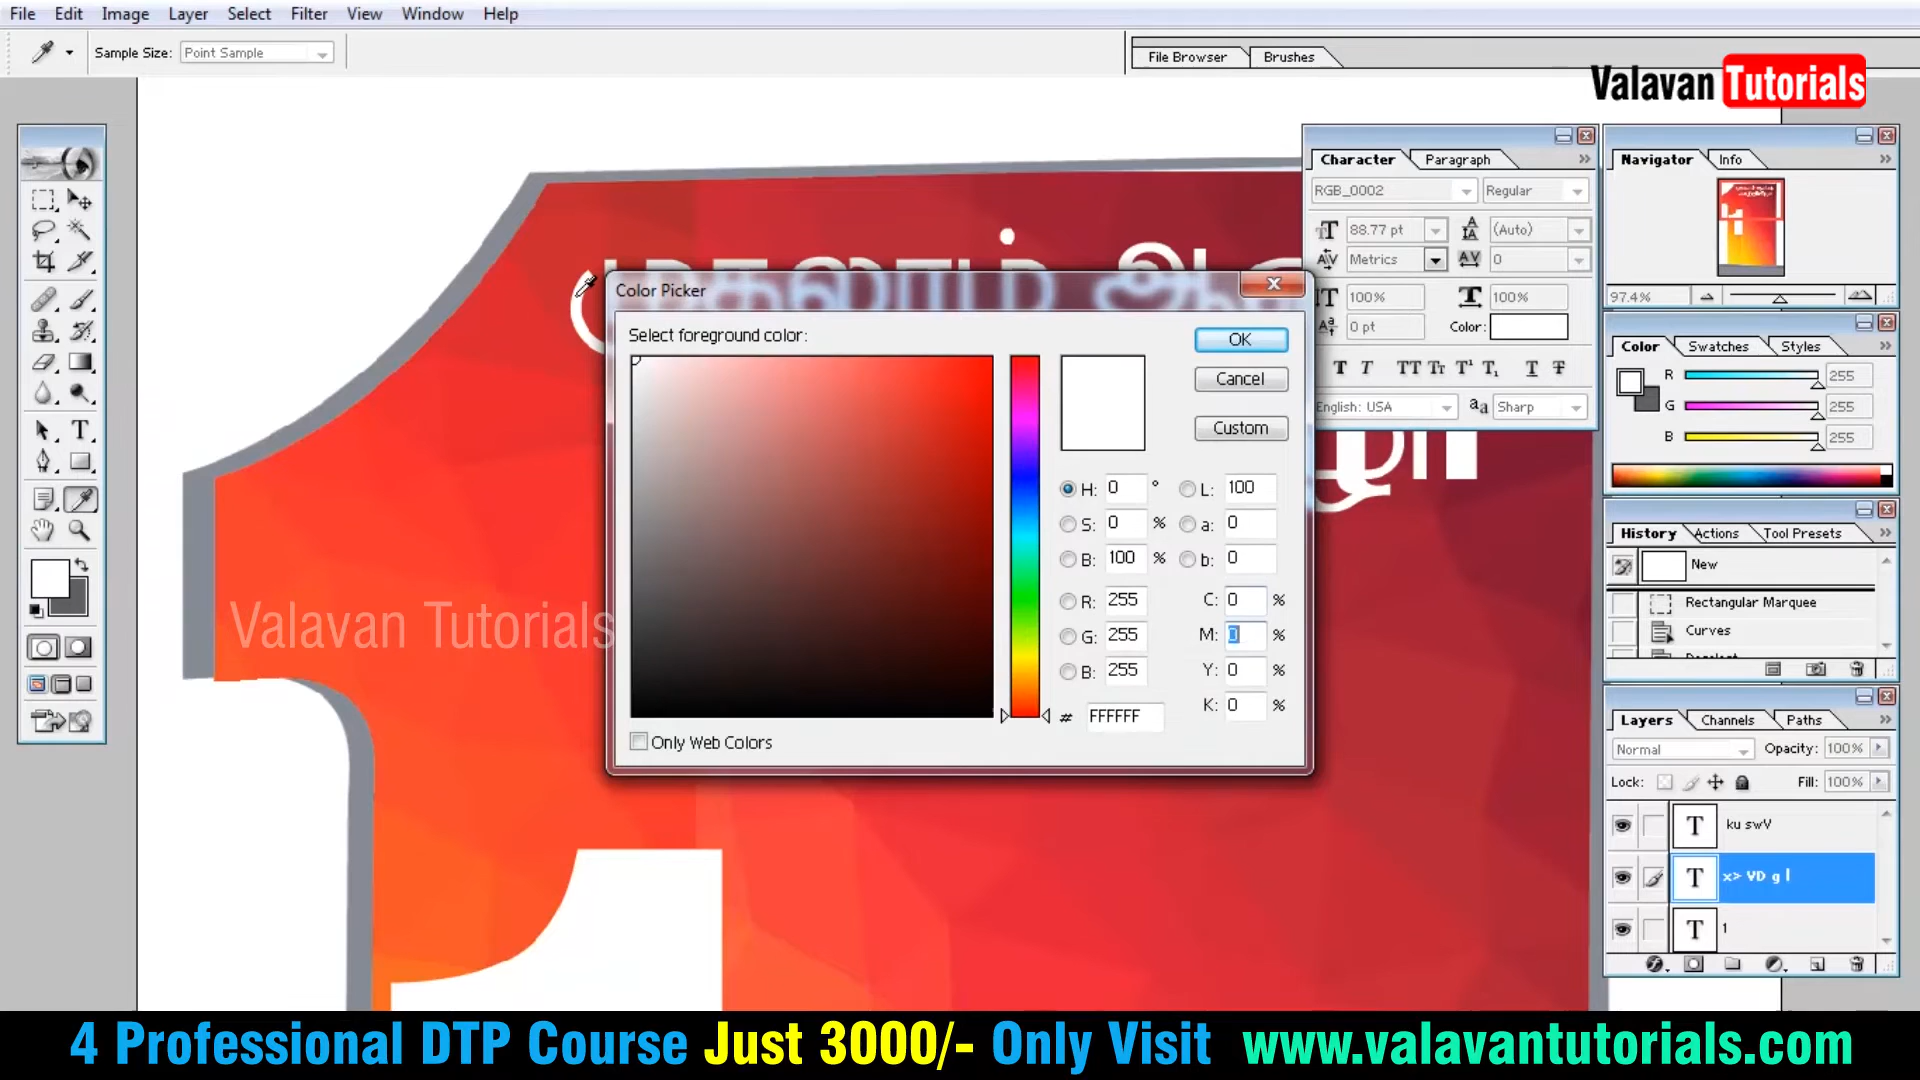 File Edit Image Layer Select Filter View Window Help
Sample Size: Point Sample
File Browser Brushes
Valavan Tutorials
Character Paragraph
RGB_0002 Regular
88.77 pt (Auto)
Metrics 0
100% 100%
0 pt Color:
English: USA Sharp
Navigator Info
97.4%
Color Swatches Styles
R 255
G 255
B 255
History Actions Tool Presets
New
Rectangular Marquee
Curves
Layers Channels Paths
Normal Opacity: 100%
Lock: Fill: 100%
ku swV
x> VD g l
1
Color Picker
Select foreground color:
OK
Cancel
Custom
H: 0 ° L: 100
S: 0 % a: 0
B: 100 % b: 0
R: 255 C: 0 %
G: 255 M: 0 %
B: 255 Y: 0 %
# FFFFFF K: 0 %
Only Web Colors
Valavan Tutorials
4 Professional DTP Course Just 3000/- Only Visit www.valavantutorials.com